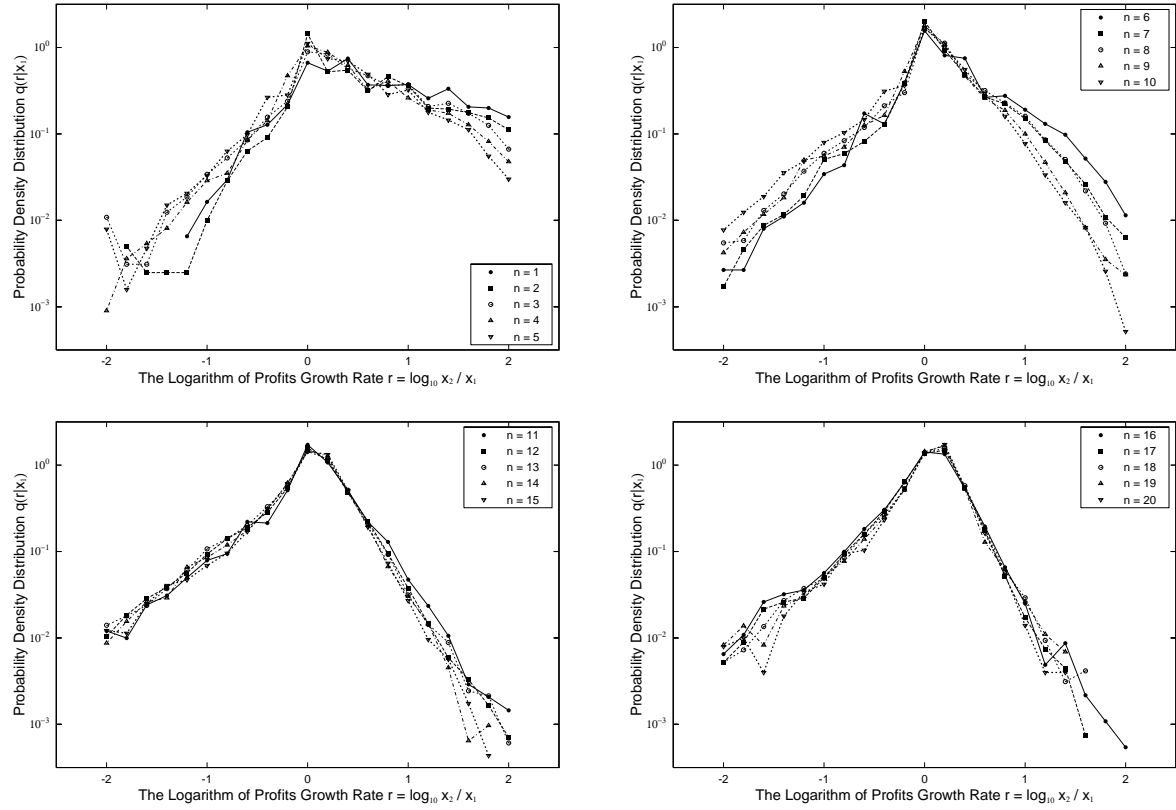 Probability Density Distribution q(r|x₁)
10⁰
10⁻¹
10⁻²
10⁻³
n = 1
n = 2
n = 3
n = 4
n = 5
-2 -1 0 1 2
The Logarithm of Profits Growth Rate r = log₁₀ x₂ / x₁
Probability Density Distribution q(r|x₁)
10⁰
10⁻¹
10⁻²
10⁻³
n = 6
n = 7
n = 8
n = 9
n = 10
-2 -1 0 1 2
The Logarithm of Profits Growth Rate r = log₁₀ x₂ / x₁
Probability Density Distribution q(r|x₁)
10⁰
10⁻¹
10⁻²
10⁻³
n = 11
n = 12
n = 13
n = 14
n = 15
-2 -1 0 1 2
The Logarithm of Profits Growth Rate r = log₁₀ x₂ / x₁
Probability Density Distribution q(r|x₁)
10⁰
10⁻¹
10⁻²
10⁻³
n = 16
n = 17
n = 18
n = 19
n = 20
-2 -1 0 1 2
The Logarithm of Profits Growth Rate r = log₁₀ x₂ / x₁